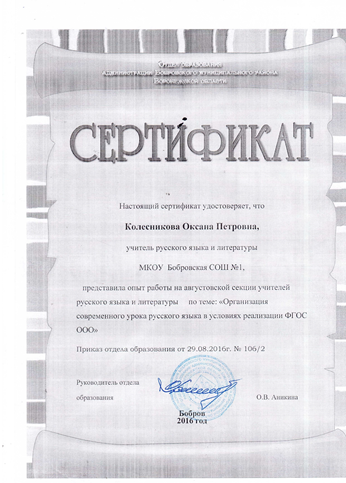 Отдел образования
администрации Бобровского муниципального района
Воронежской области
СЕРТИФИКАТ
Настоящий сертификат удостоверяет, что
Колесникова Оксана Петровна,
учитель русского языка и литературы
МКОУ Бобровская СОШ №1,
представила опыт работы на августовской секции учителей
русского языка и литературы по теме: «Организация
современного урока русского языка в условиях реализации ФГОС
ООО»
Приказ отдела образования от 29.08.2016г. № 106/2
Руководитель отдела
образования О.В. Аникина
Бобров
2016 год